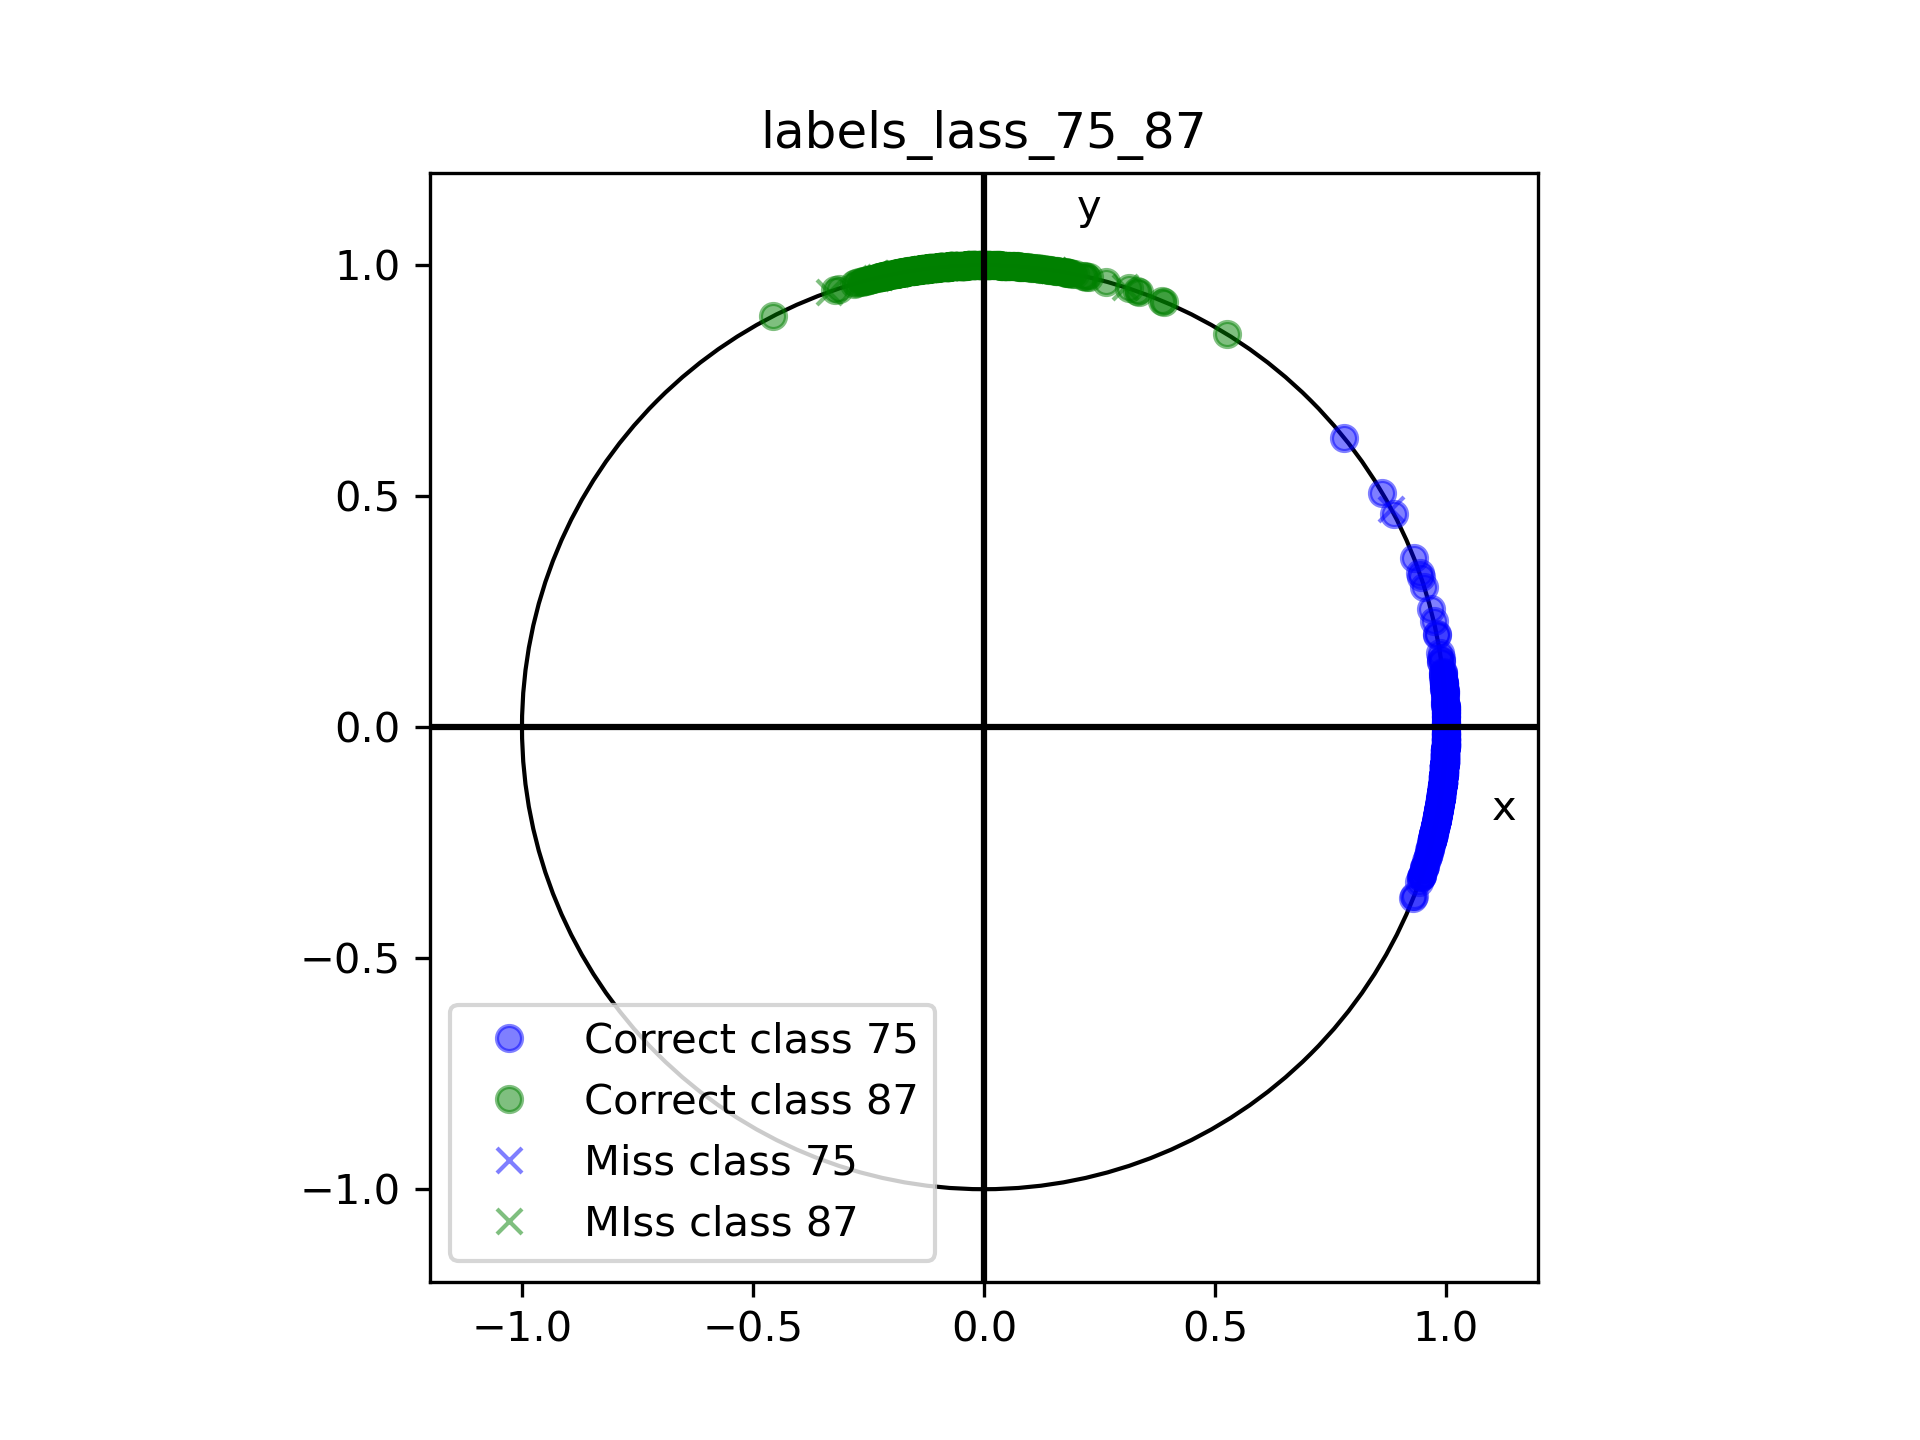 labels_lass_75_87
y
1.0
0.5
0.0
x
−0.5
−1.0
Correct class 75
Correct class 87
Miss class 75
MIss class 87
−1.0 −0.5 0.0 0.5 1.0